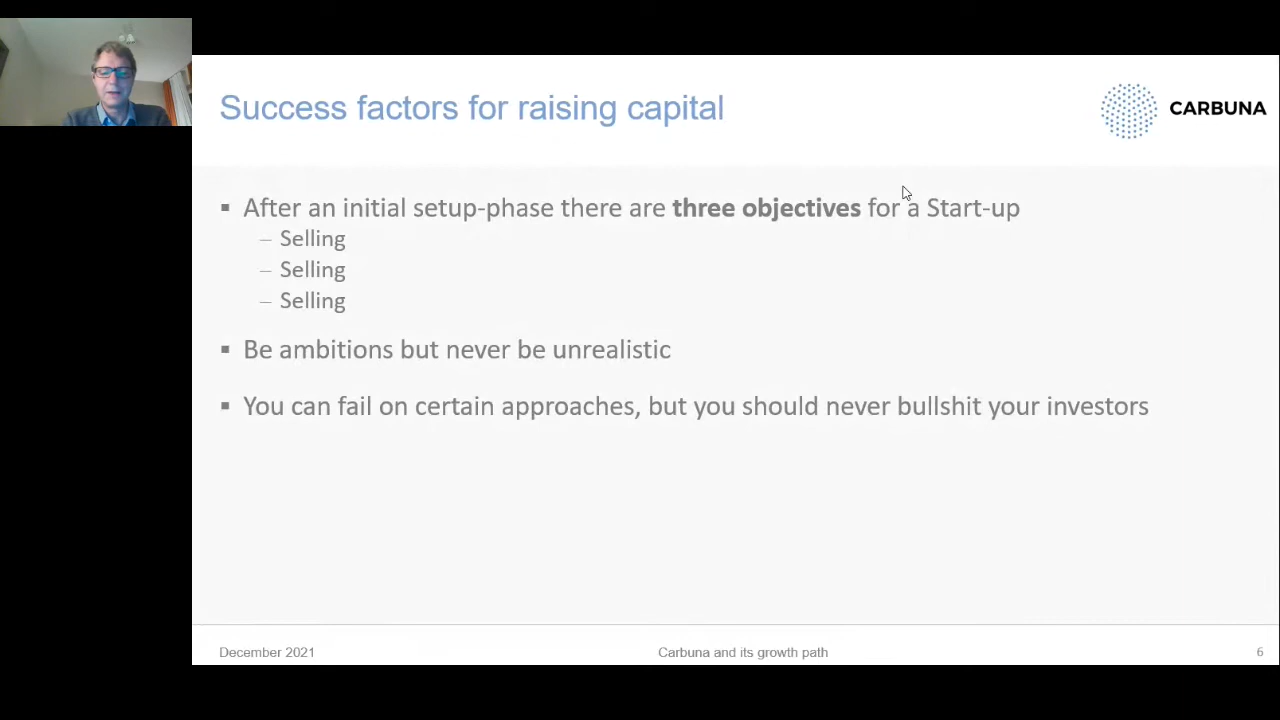 Success factors for raising capital
CARBUNA
▪ After an initial setup-phase there are three objectives for a Start-up
– Selling
– Selling
– Selling
▪ Be ambitions but never be unrealistic
▪ You can fail on certain approaches, but you should never bullshit your investors
December 2021
Carbuna and its growth path
6